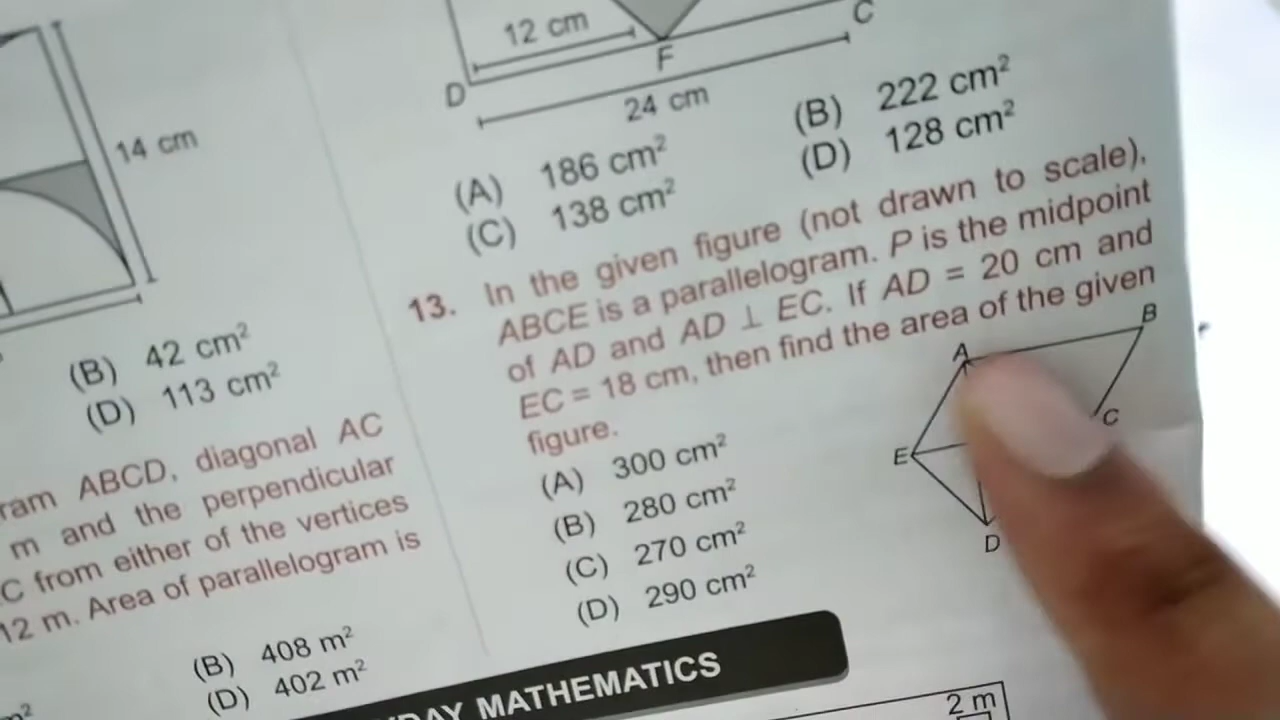 14 cm
(B) 42 cm²
(D) 113 cm²
ram ABCD, diagonal AC
m and the perpendicular
C from either of the vertices
12 m. Area of parallelogram is
(B) 408 m²
(D) 402 m²
m²
12 cm
D
F
C
24 cm
(A) 186 cm²
(B) 222 cm²
(C) 138 cm²
(D) 128 cm²
13. In the given figure (not drawn to scale),
ABCE is a parallelogram. P is the midpoint
of AD and AD ⊥ EC. If AD = 20 cm and
EC = 18 cm, then find the area of the given
figure.
(A) 300 cm²
(B) 280 cm²
(C) 270 cm²
(D) 290 cm²
A
B
C
E
D
DAY MATHEMATICS
2 m